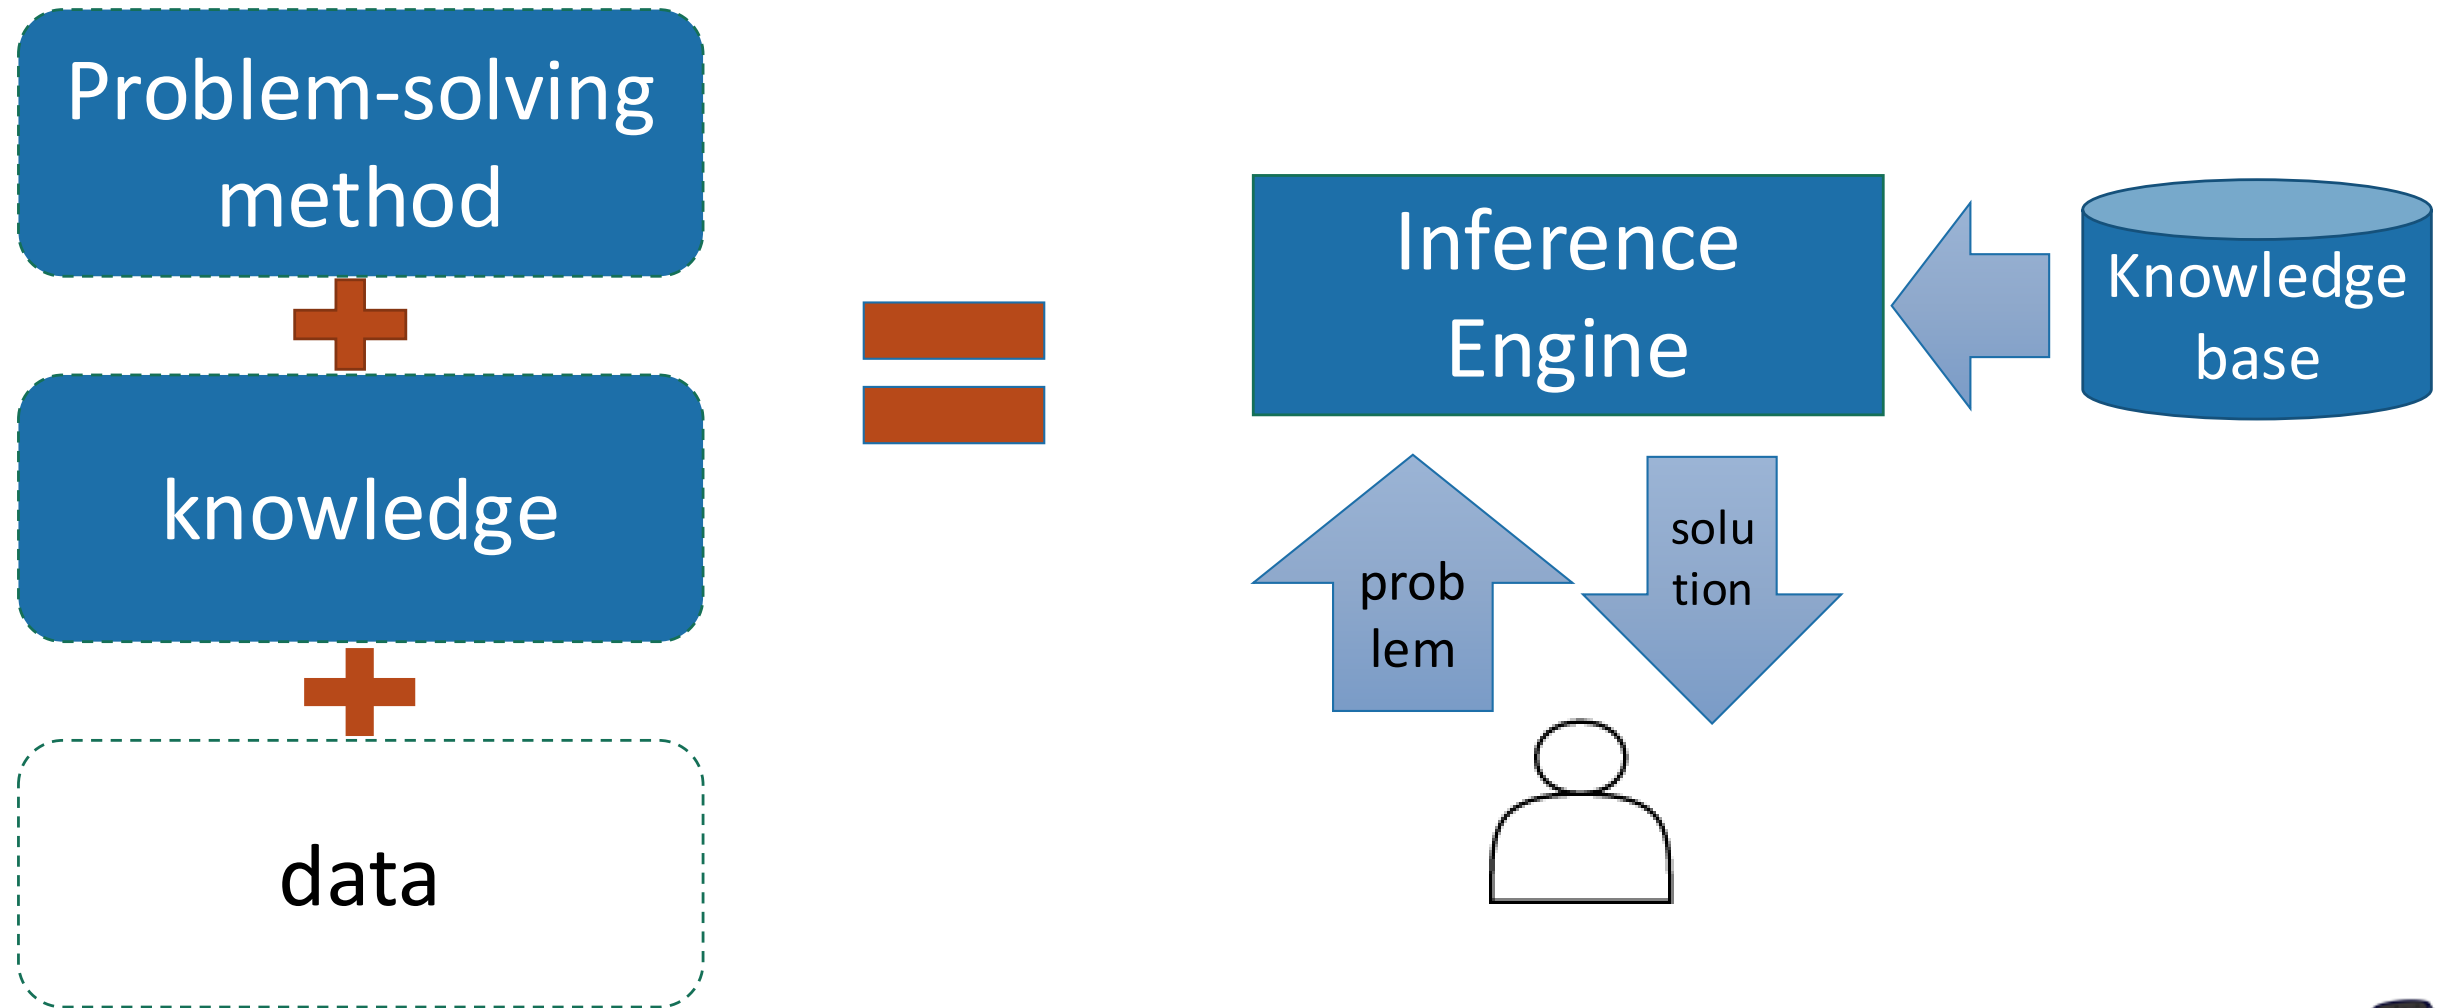 Problem-solving
method
knowledge
data
Inference
Engine
Knowledge
base
prob
lem
solu
tion